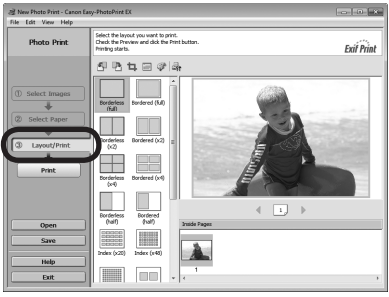 New Photo Print - Canon Easy-PhotoPrint EX
File Edit View Help
Photo Print
Select the layout you want to print.
Check the Preview and click the Print button.
Printing starts.
Exif Print
① Select Images
② Select Paper
③ Layout/Print
Print
Open
Save
Help
Exit
Borderless (full)
Bordered (full)
Borderless (x2)
Bordered (x2)
Borderless (x4)
Bordered (x4)
Borderless (half)
Bordered (half)
Index (x20)
Index (x48)
1
Inside Pages
1